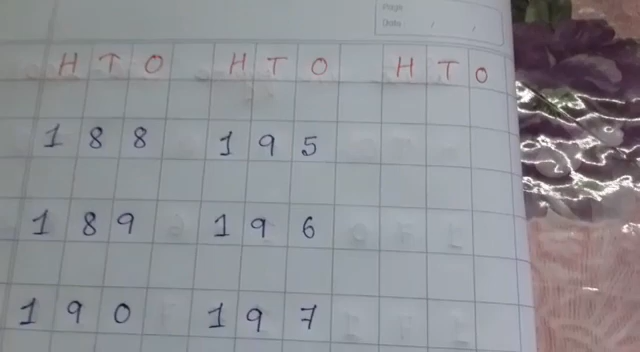 Page
Date / /
H T O H T O H T O
1 8 8 1 9 5
1 8 9 1 9 6
1 9 0 1 9 7